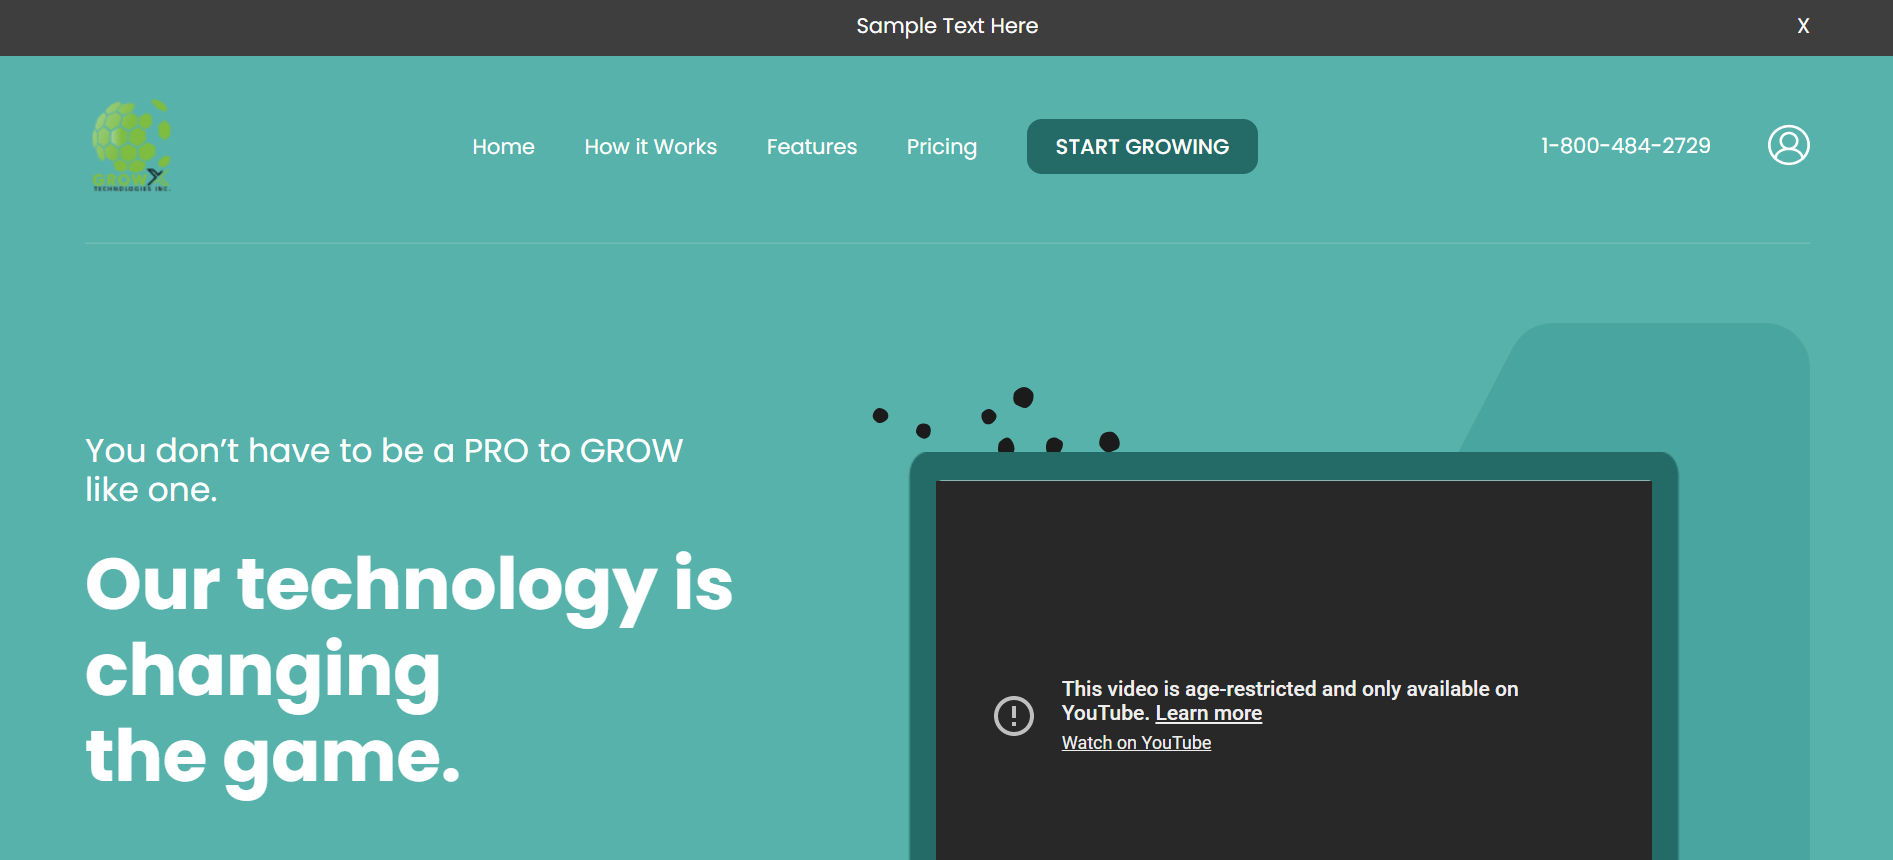 Sample Text Here
X
GROW
TECHNOLOGIES INC.
Home
How it Works
Features
Pricing
START GROWING
1-800-484-2729
You don’t have to be a PRO to GROW
like one.
Our technology is
changing
the game.
This video is age-restricted and only available on
YouTube. Learn more
Watch on YouTube